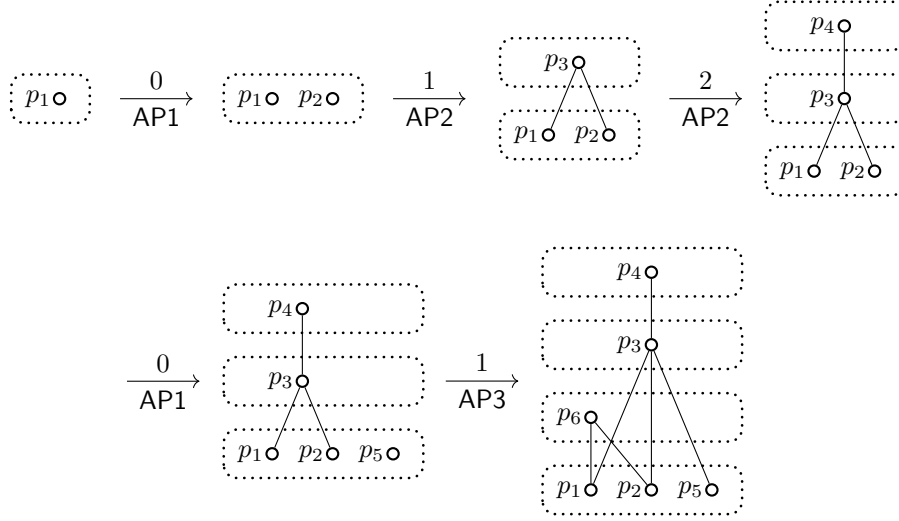 p₄
0 1 p₃ 2
p₁ p₁ p₂ p₃
AP1 AP2 p₁ p₂ AP2
p₁ p₂
p₄
p₄
0 p₃ 1 p₃
AP1 AP3
p₆
p₁ p₂ p₅
p₁ p₂ p₅